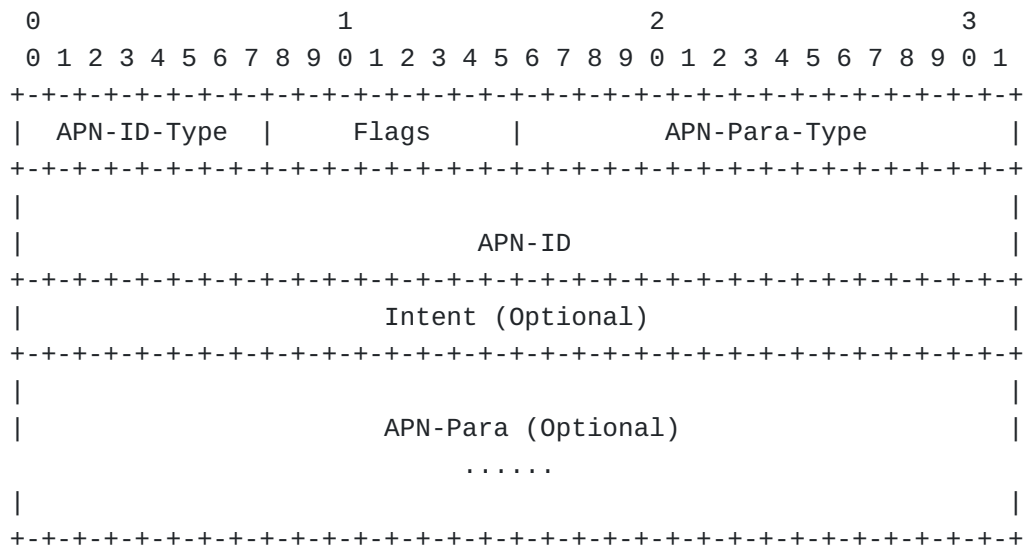 0                   1                   2                   3
 0 1 2 3 4 5 6 7 8 9 0 1 2 3 4 5 6 7 8 9 0 1 2 3 4 5 6 7 8 9 0 1
+-+-+-+-+-+-+-+-+-+-+-+-+-+-+-+-+-+-+-+-+-+-+-+-+-+-+-+-+-+-+-+-+
|  APN-ID-Type  |     Flags     |         APN-Para-Type         |
+-+-+-+-+-+-+-+-+-+-+-+-+-+-+-+-+-+-+-+-+-+-+-+-+-+-+-+-+-+-+-+-+
|                                                               |
|                             APN-ID                            |
+-+-+-+-+-+-+-+-+-+-+-+-+-+-+-+-+-+-+-+-+-+-+-+-+-+-+-+-+-+-+-+-+
|                       Intent (Optional)                       |
+-+-+-+-+-+-+-+-+-+-+-+-+-+-+-+-+-+-+-+-+-+-+-+-+-+-+-+-+-+-+-+-+
|                                                               |
|                       APN-Para (Optional)                     |
                             ......
|                                                               |
+-+-+-+-+-+-+-+-+-+-+-+-+-+-+-+-+-+-+-+-+-+-+-+-+-+-+-+-+-+-+-+-+